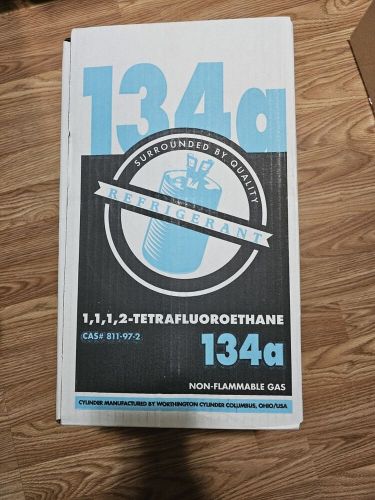 134a
SURROUNDED BY QUALITY
REFRIGERANT
1,1,1,2-TETRAFLUOROETHANE
CAS# 811-97-2
134a
NON-FLAMMABLE GAS
CYLINDER MANUFACTURED BY WORTHINGTON CYLINDER COLUMBUS, OHIO/USA